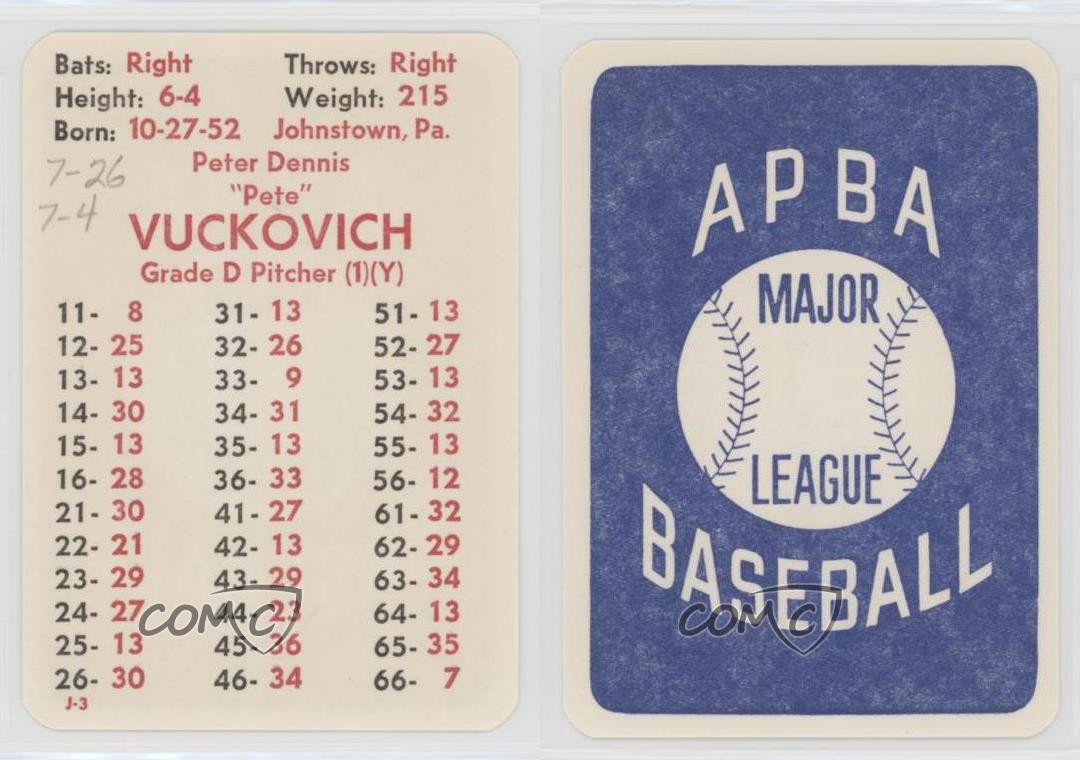 Bats: Right Throws: Right
Height: 6-4 Weight: 215
Born: 10-27-52 Johnstown, Pa.
7-26
7-4
Peter Dennis
"Pete"
VUCKOVICH
Grade D Pitcher (1)(Y)
11- 8 31- 13 51- 13
12- 25 32- 26 52- 27
13- 13 33- 9 53- 13
14- 30 34- 31 54- 32
15- 13 35- 13 55- 13
16- 28 36- 33 56- 12
21- 30 41- 27 61- 32
22- 21 42- 13 62- 29
23- 29 43- 29 63- 34
24- 27 44- 23 64- 13
25- 13 45- 36 65- 35
26- 30 46- 34 66- 7
J-3
COMC
APBA
MAJOR
LEAGUE
BASEBALL
COMC